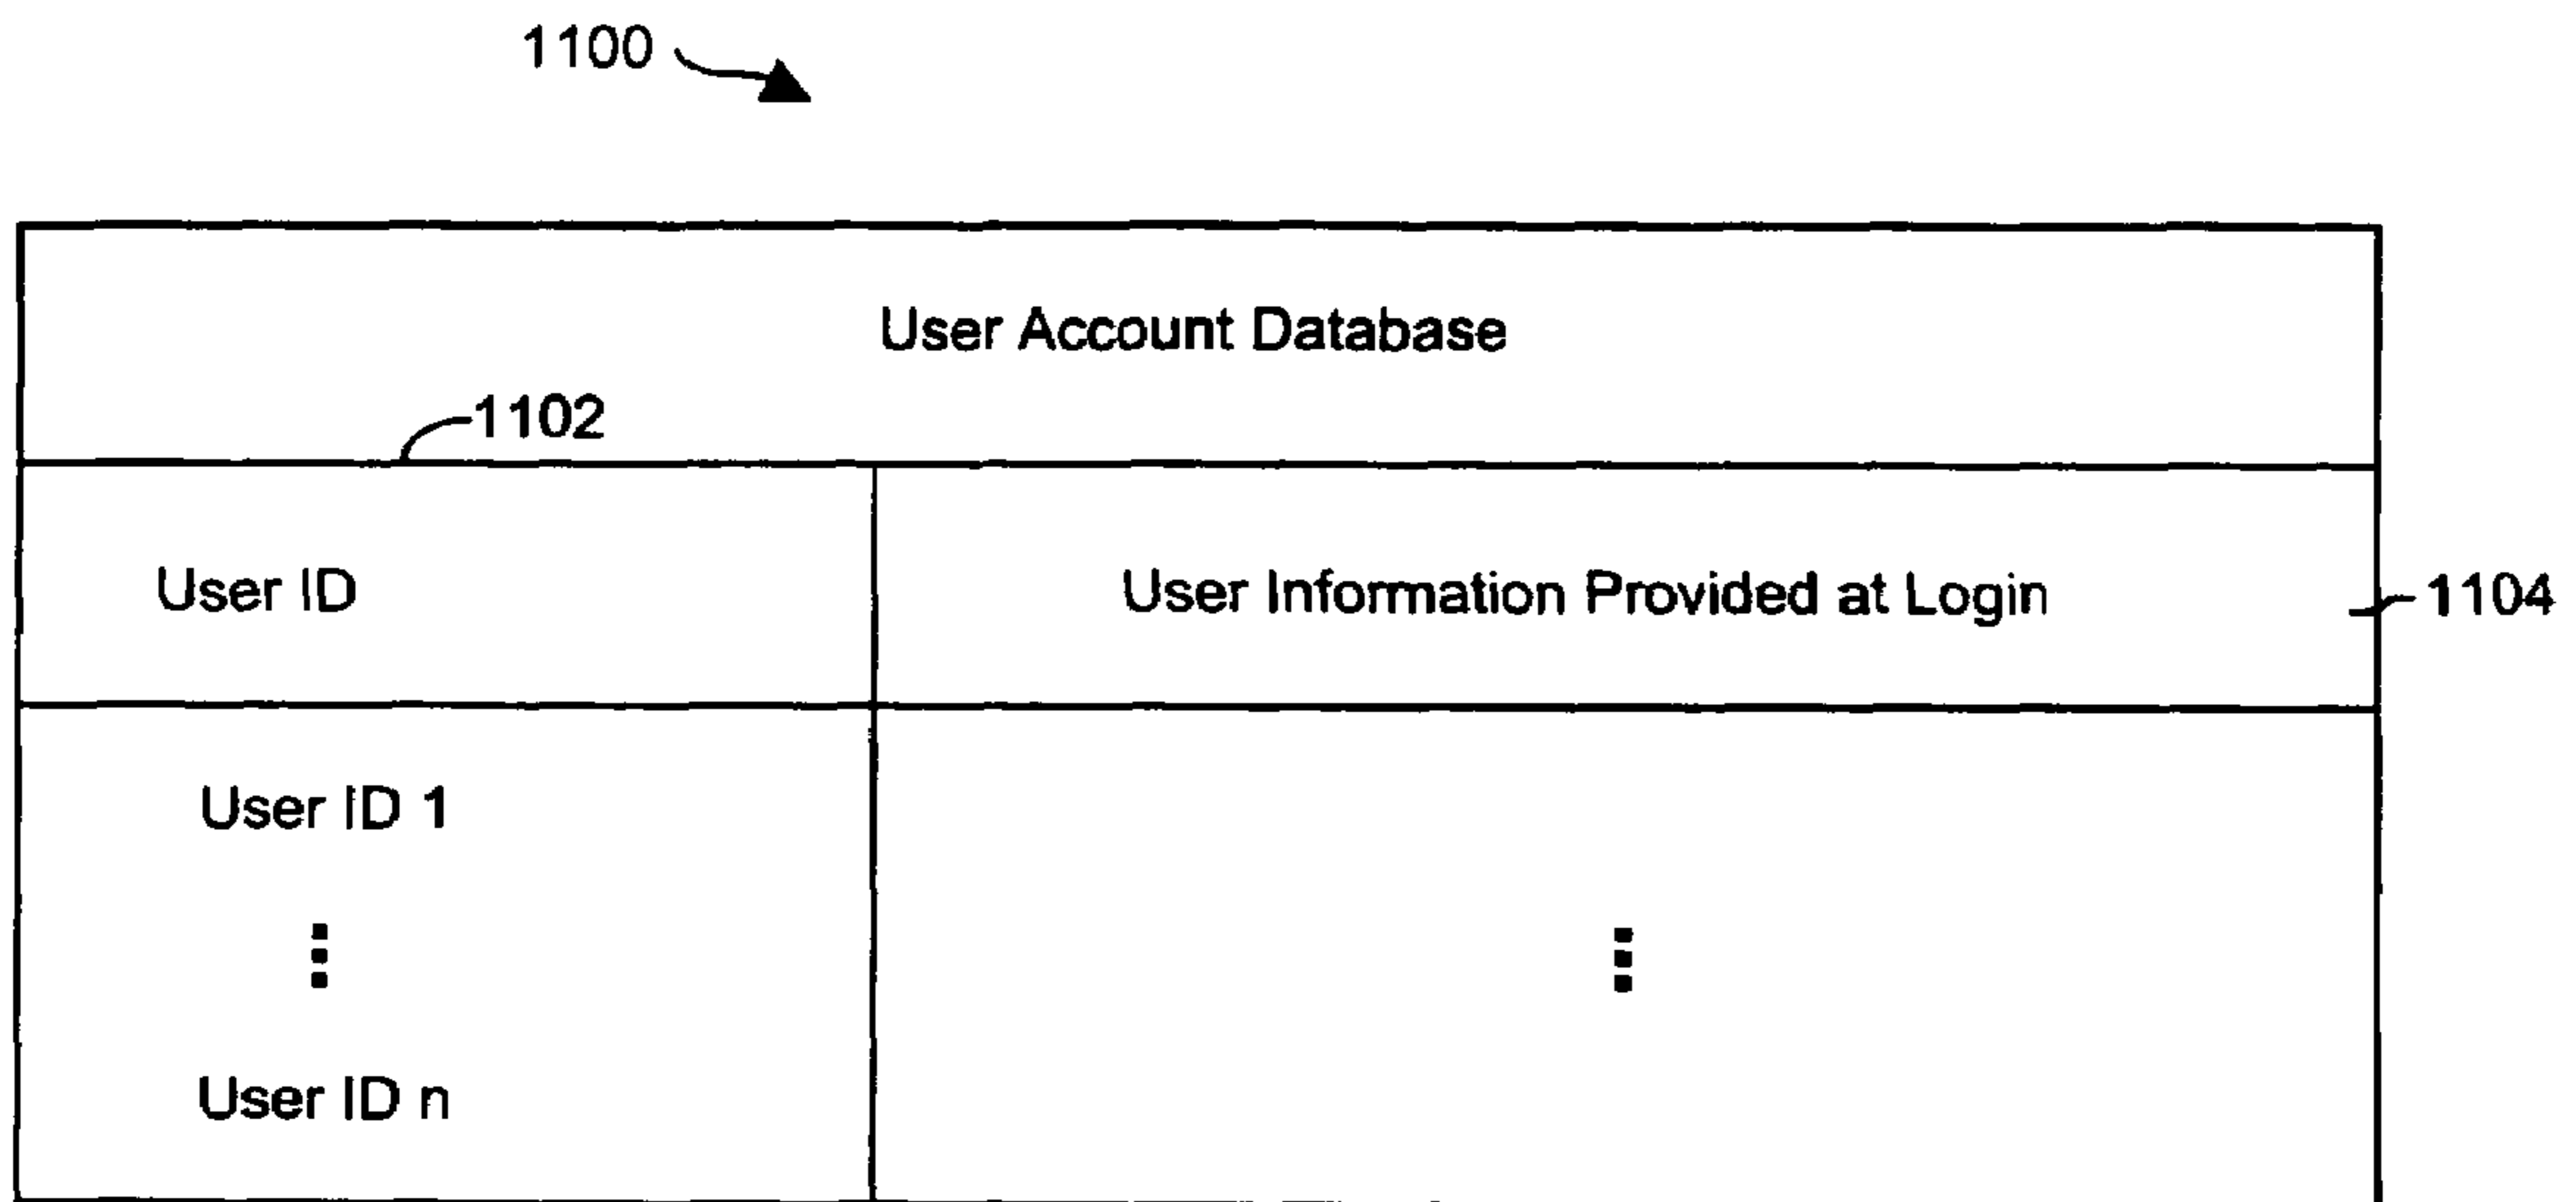 1100
User Account Database
1102
User ID
User Information Provided at Login
1104
User ID 1
User ID n